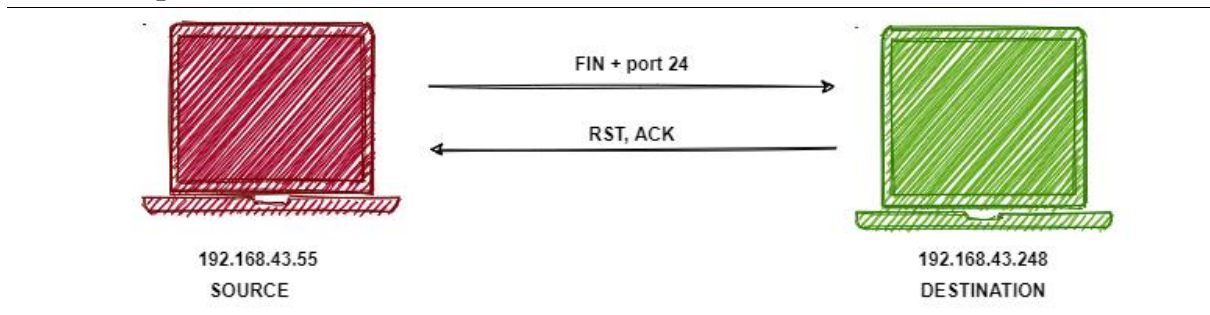 FIN + port 24
RST, ACK
192.168.43.55
SOURCE
192.168.43.248
DESTINATION